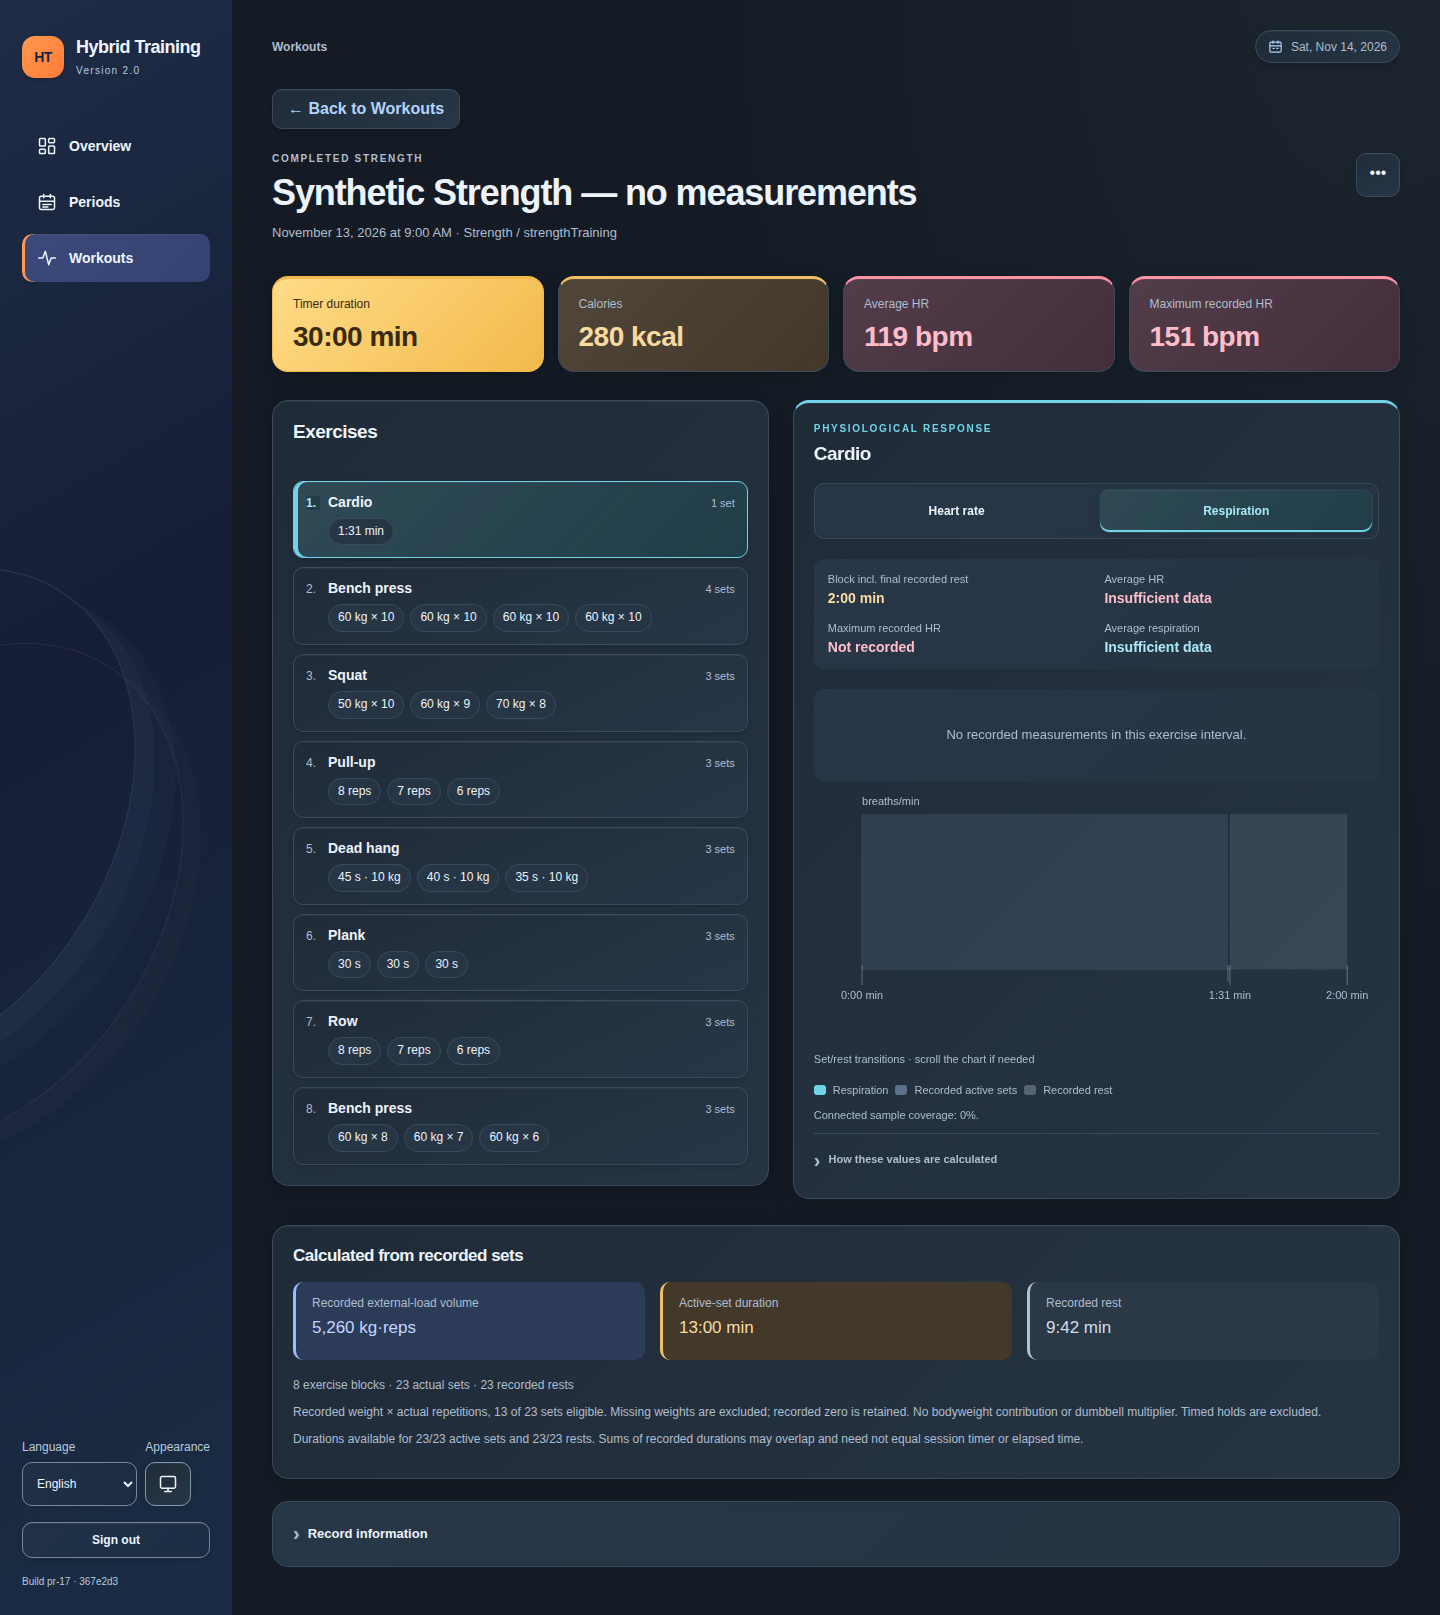 HT
Hybrid Training
Version 2.0
Overview
Periods
Workouts
Language
Appearance
English
Sign out
Build pr-17 · 367e2d3
Workouts
Sat, Nov 14, 2026
← Back to Workouts
COMPLETED STRENGTH
Synthetic Strength — no measurements
•••
November 13, 2026 at 9:00 AM · Strength / strengthTraining
Timer duration
30:00 min
Calories
280 kcal
Average HR
119 bpm
Maximum recorded HR
151 bpm
Exercises
1. Cardio 1 set
1:31 min
2. Bench press 4 sets
60 kg × 10 60 kg × 10 60 kg × 10 60 kg × 10
3. Squat 3 sets
50 kg × 10 60 kg × 9 70 kg × 8
4. Pull-up 3 sets
8 reps 7 reps 6 reps
5. Dead hang 3 sets
45 s · 10 kg 40 s · 10 kg 35 s · 10 kg
6. Plank 3 sets
30 s 30 s 30 s
7. Row 3 sets
8 reps 7 reps 6 reps
8. Bench press 3 sets
60 kg × 8 60 kg × 7 60 kg × 6
PHYSIOLOGICAL RESPONSE
Cardio
Heart rate Respiration
Block incl. final recorded rest
2:00 min
Average HR
Insufficient data
Maximum recorded HR
Not recorded
Average respiration
Insufficient data
No recorded measurements in this exercise interval.
breaths/min
0:00 min 1:31 min 2:00 min
Set/rest transitions · scroll the chart if needed
Respiration Recorded active sets Recorded rest
Connected sample coverage: 0%.
› How these values are calculated
Calculated from recorded sets
Recorded external-load volume
5,260 kg·reps
Active-set duration
13:00 min
Recorded rest
9:42 min
8 exercise blocks · 23 actual sets · 23 recorded rests
Recorded weight × actual repetitions, 13 of 23 sets eligible. Missing weights are excluded; recorded zero is retained. No bodyweight contribution or dumbbell multiplier. Timed holds are excluded.
Durations available for 23/23 active sets and 23/23 rests. Sums of recorded durations may overlap and need not equal session timer or elapsed time.
› Record information